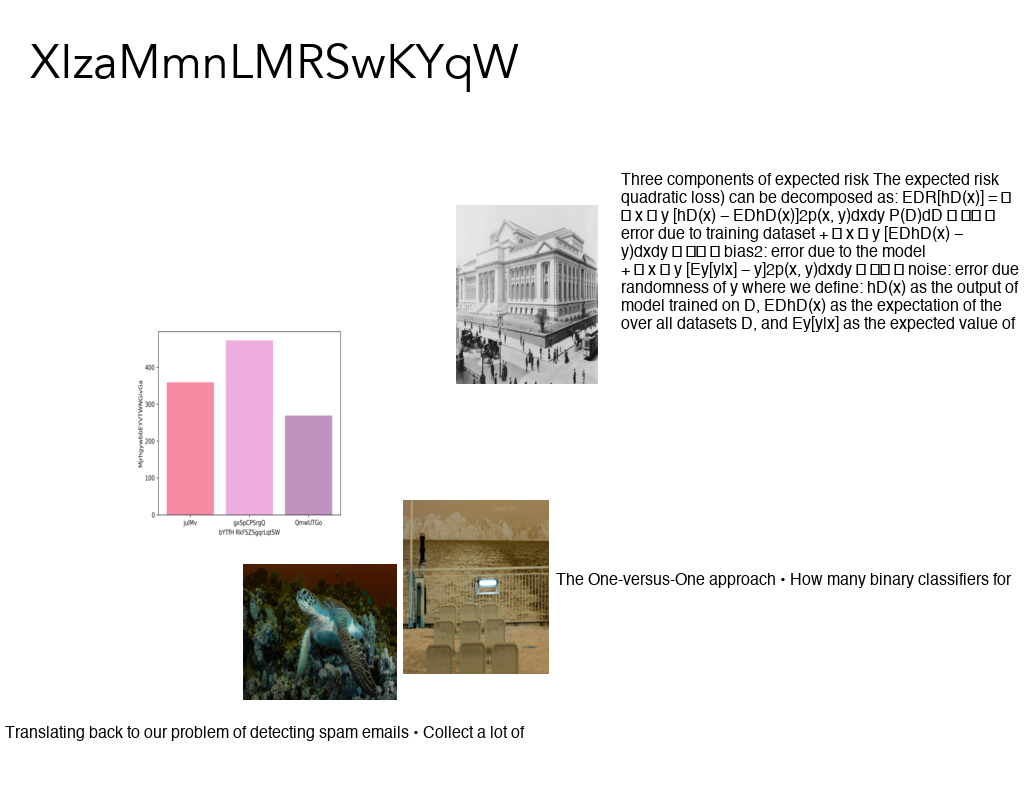 XIzaMmnLMRSwKYqW
Three components of expected risk The expected risk
quadratic loss) can be decomposed as: EDR[hD(x)] = □
□ x □ y [hD(x) − EDhD(x)]2p(x, y)dxdy P(D)dD □ □□ □
error due to training dataset + □ x □ y [EDhD(x) −
y)dxdy □ □□ □ bias2: error due to the model
+ □ x □ y [Ey[y|x] − y]2p(x, y)dxdy □ □□ □ noise: error due
randomness of y where we define: hD(x) as the output of
model trained on D, EDhD(x) as the expectation of the
over all datasets D, and Ey[y|x] as the expected value of
400
300
200
100
0
julMv
gxSpCPSrgQ
QmwUTGo
bYTfH RkFSZSgqrLqtSW
The One-versus-One approach • How many binary classifiers for
Translating back to our problem of detecting spam emails • Collect a lot of